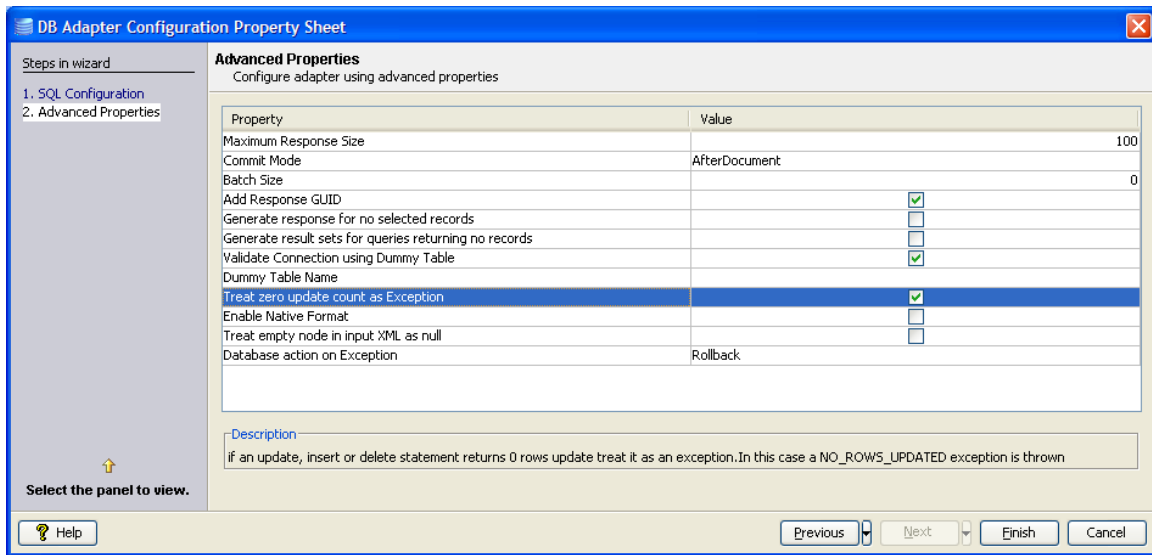 DB Adapter Configuration Property Sheet
Steps in wizard
1. SQL Configuration
2. Advanced Properties
Advanced Properties
Configure adapter using advanced properties
Property Value
Maximum Response Size 100
Commit Mode AfterDocument
Batch Size 0
Add Response GUID
Generate response for no selected records
Generate result sets for queries returning no records
Validate Connection using Dummy Table
Dummy Table Name
Treat zero update count as Exception
Enable Native Format
Treat empty node in input XML as null
Database action on Exception Rollback
Description
if an update, insert or delete statement returns 0 rows update treat it as an exception.In this case a NO_ROWS_UPDATED exception is thrown
Select the panel to view.
Help Previous Next Finish Cancel